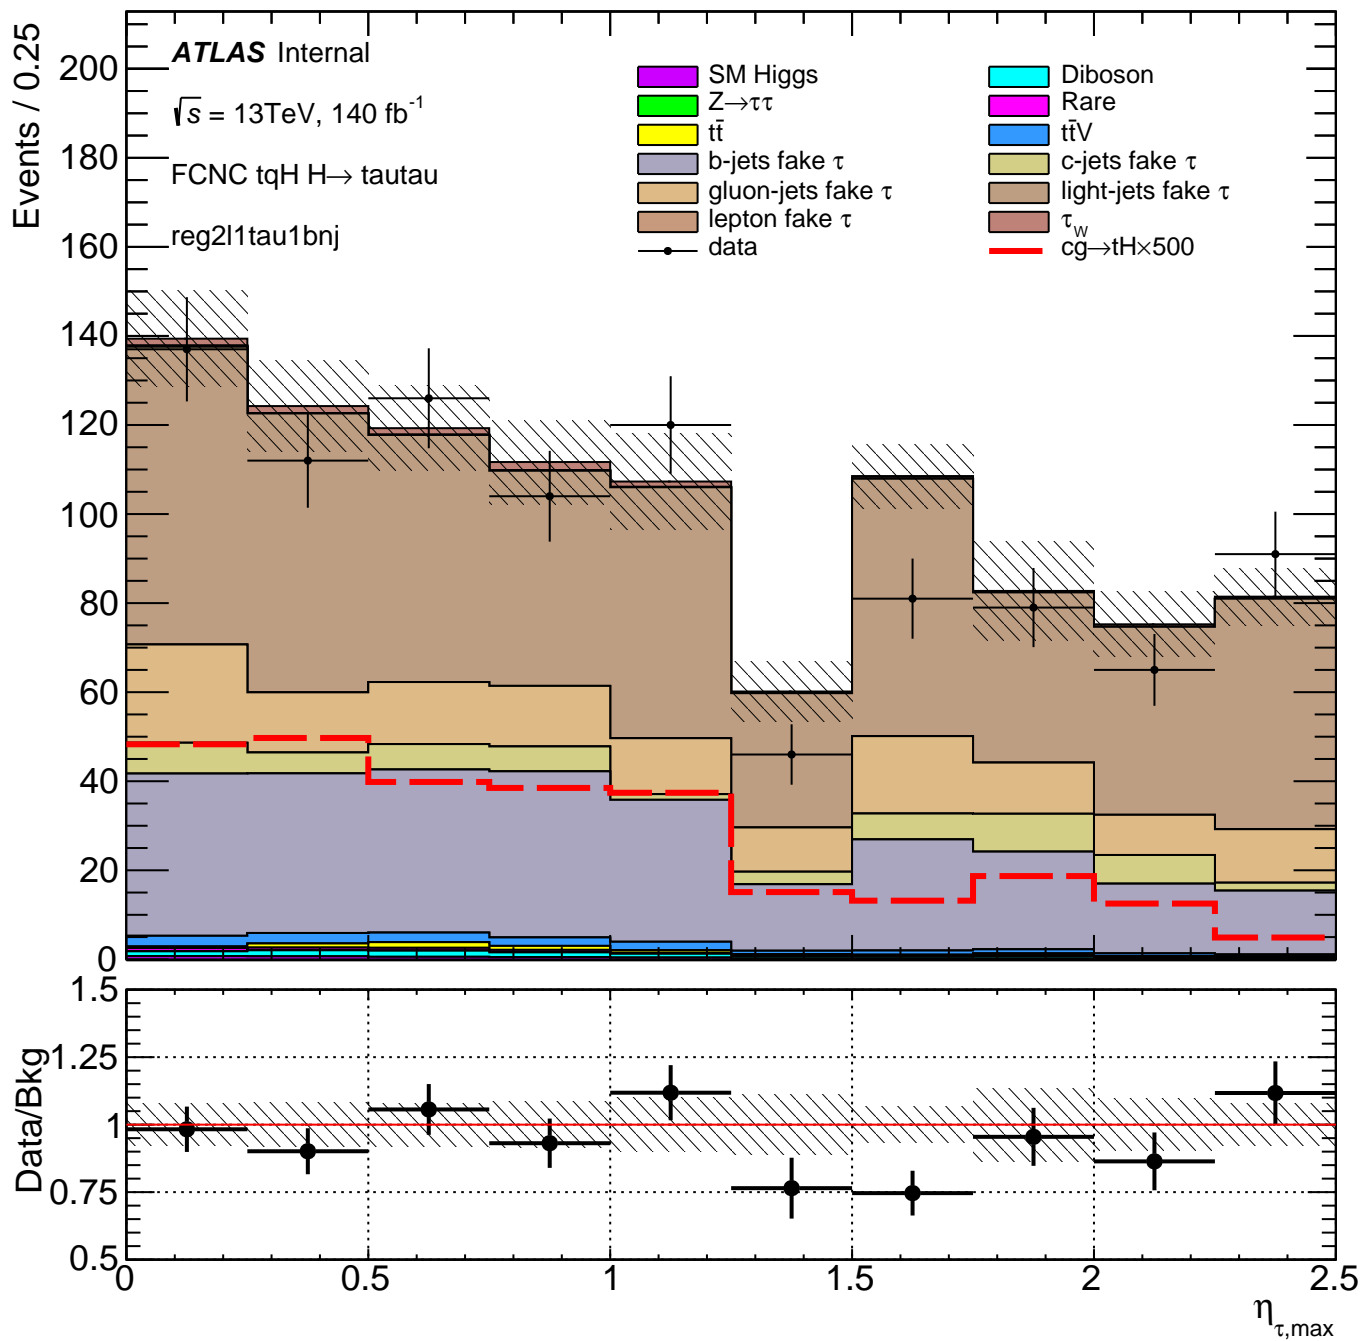 Events / 0.25
200
180
160
140
120
100
80
60
40
20
0
ATLAS Internal
√s = 13TeV, 140 fb⁻¹
FCNC tqH H→ tautau
reg2l1tau1bnj
SM Higgs
Diboson
Z→ττ
Rare
tt̄
tt̄V
b-jets fake τ
c-jets fake τ
gluon-jets fake τ
light-jets fake τ
lepton fake τ
τ_W
data
cg→tH×500
Data/Bkg
1.5
1.25
1
0.75
0.5
0 0.5 1 1.5 2 2.5
η_τ,max